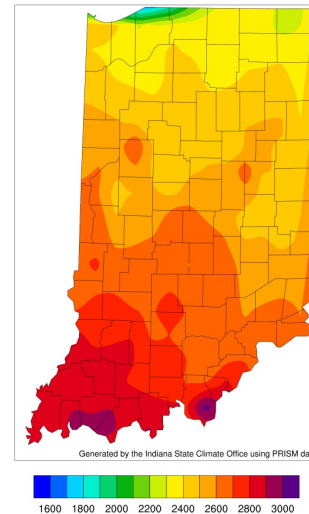 Generated by the Indiana State Climate Office using PRISM da
1600 1800 2000 2200 2400 2600 2800 3000